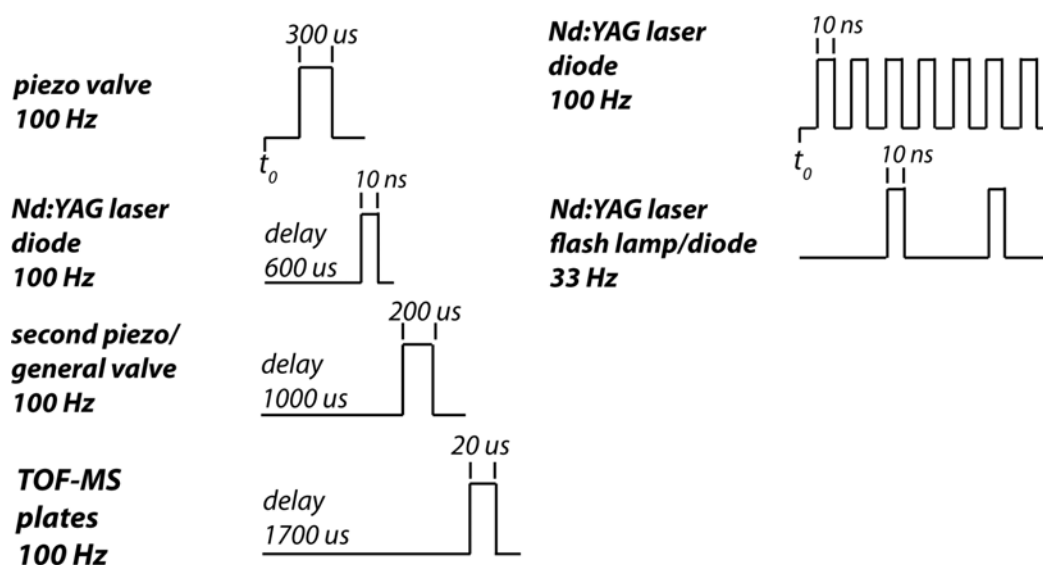 300 us
piezo valve
100 Hz
t0
10 ns
Nd:YAG laser
diode
100 Hz
delay
600 us
200 us
second piezo/
general valve
100 Hz
delay
1000 us
20 us
TOF-MS
plates
100 Hz
delay
1700 us
Nd:YAG laser
diode
100 Hz
10 ns
t0
10 ns
Nd:YAG laser
flash lamp/diode
33 Hz